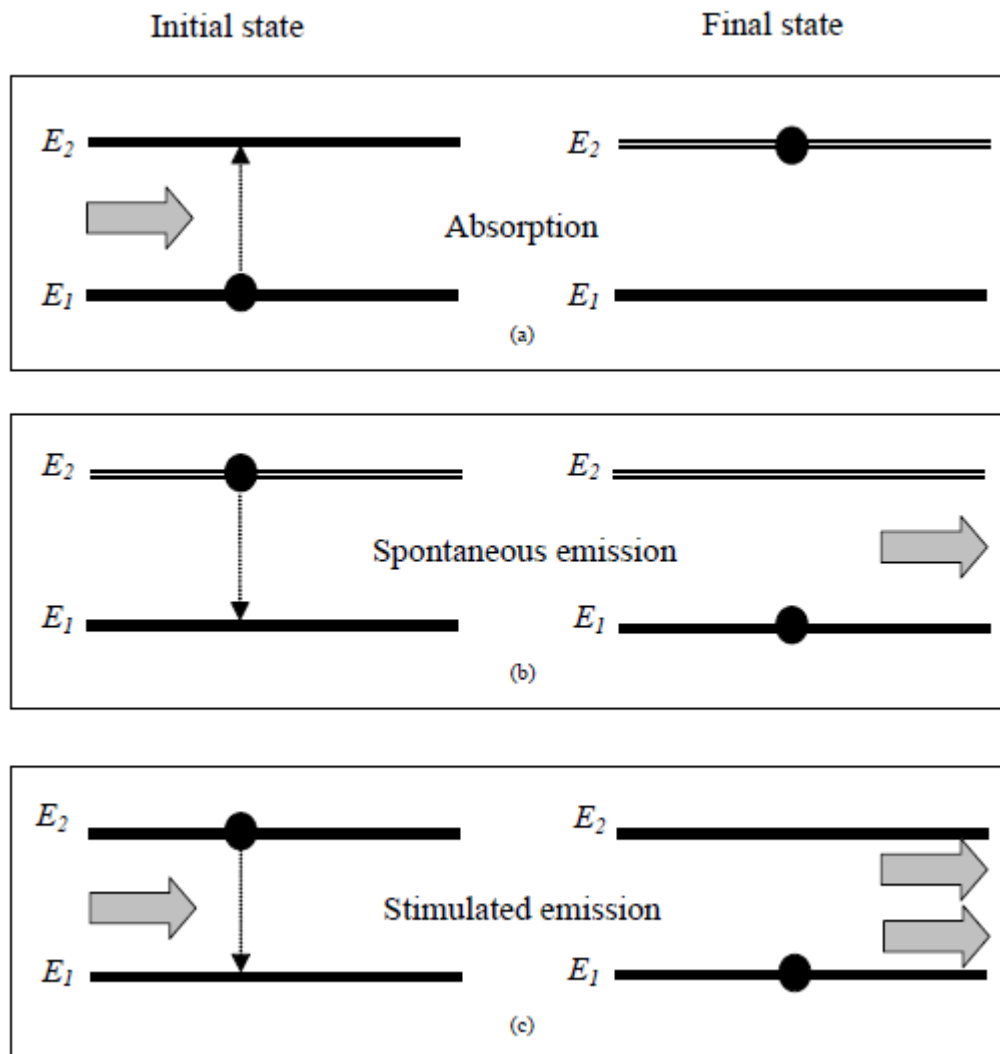 Initial state Final state
E2 E2
Absorption
E1 E1
(a)
E2 E2
Spontaneous emission
E1 E1
(b)
E2 E2
Stimulated emission
E1 E1
(c)